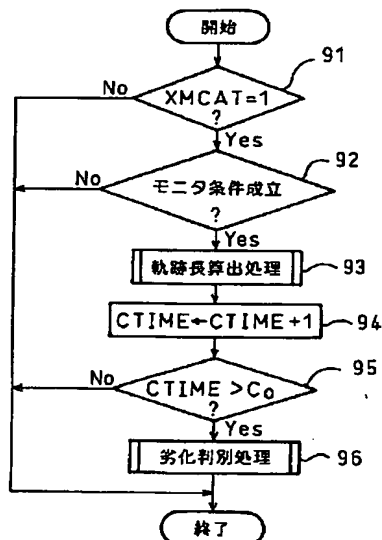 開始
91
No
XMCAT=1
?
Yes
92
No
モニタ条件成立
?
Yes
軌跡長算出処理
93
CTIME←CTIME+1
94
95
No
CTIME>C₀
?
Yes
劣化判別処理
96
終了